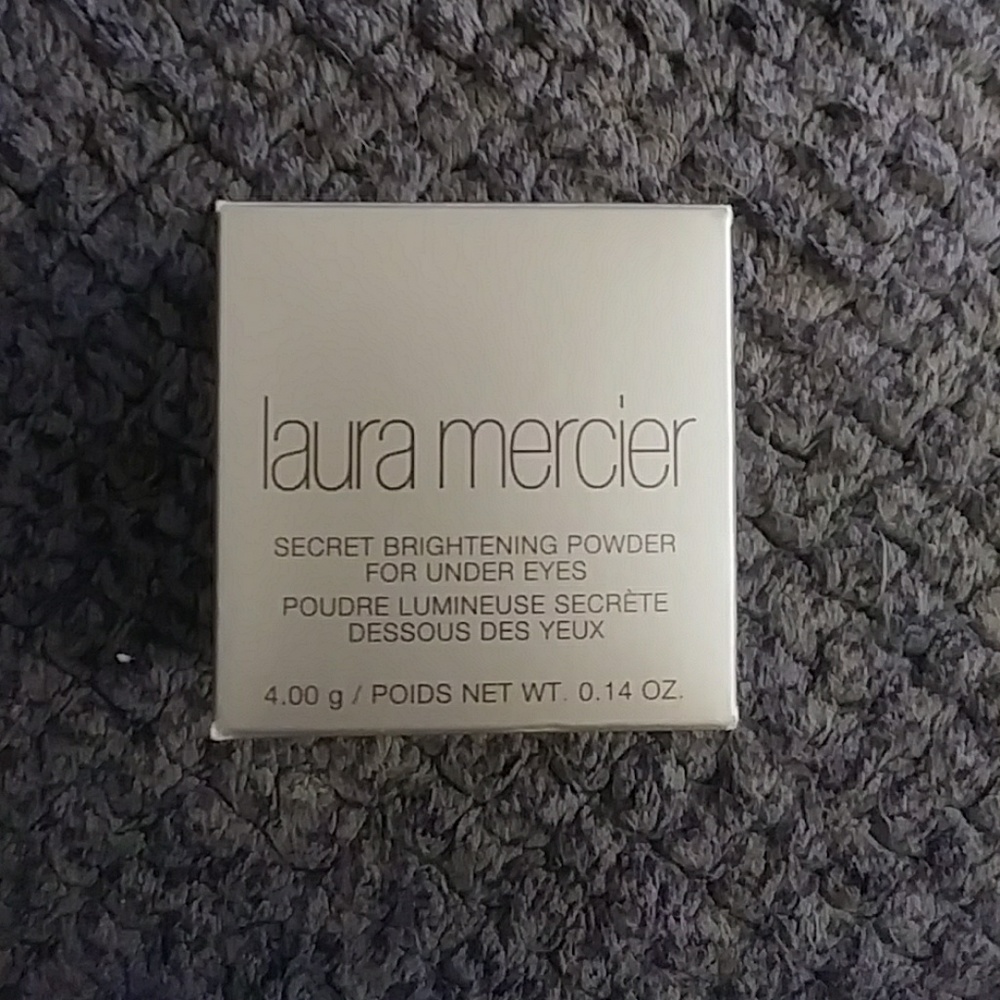 laura mercier
SECRET BRIGHTENING POWDER
FOR UNDER EYES
POUDRE LUMINEUSE SECRÈTE
DESSOUS DES YEUX
4.00 g / POIDS NET WT. 0.14 OZ.